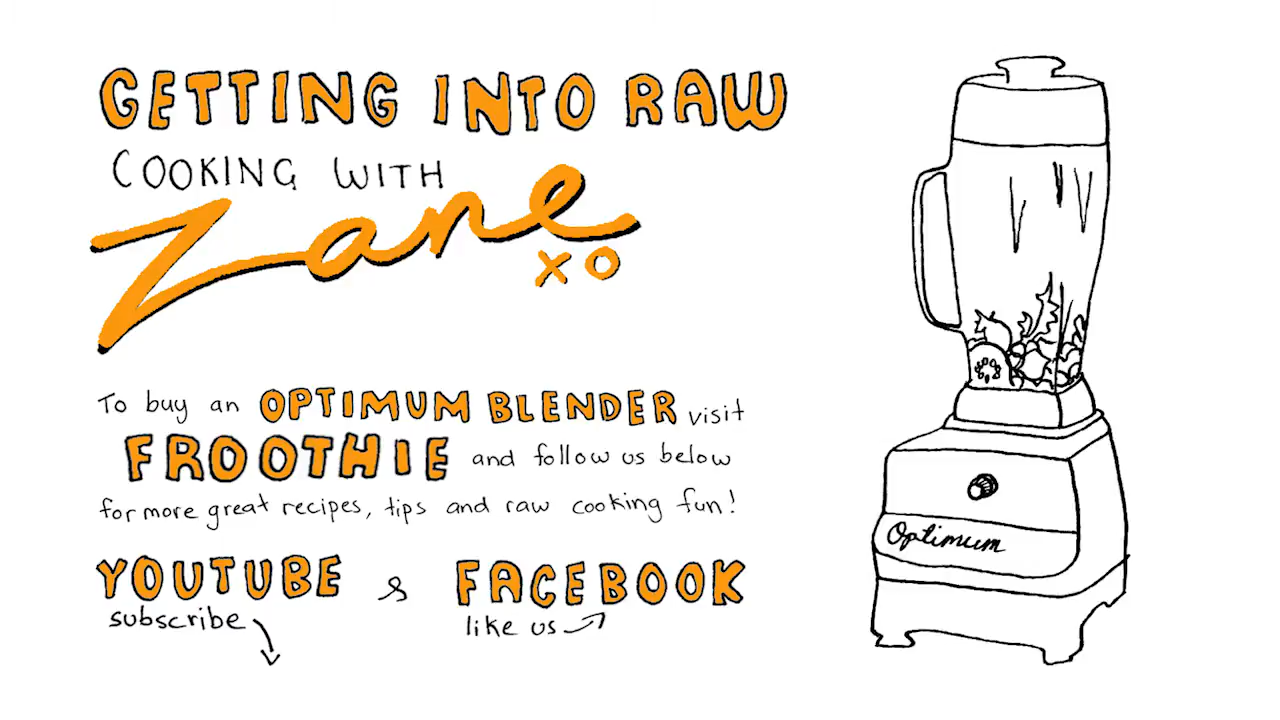 GETTING INTO RAW
COOKING WITH
Zane
XO
To buy an OPTIMUM BLENDER visit
FROOTHIE and follow us below
for more great recipes, tips and raw cooking fun!
YOUTUBE & FACEBOOK
subscribe like us
Optimum